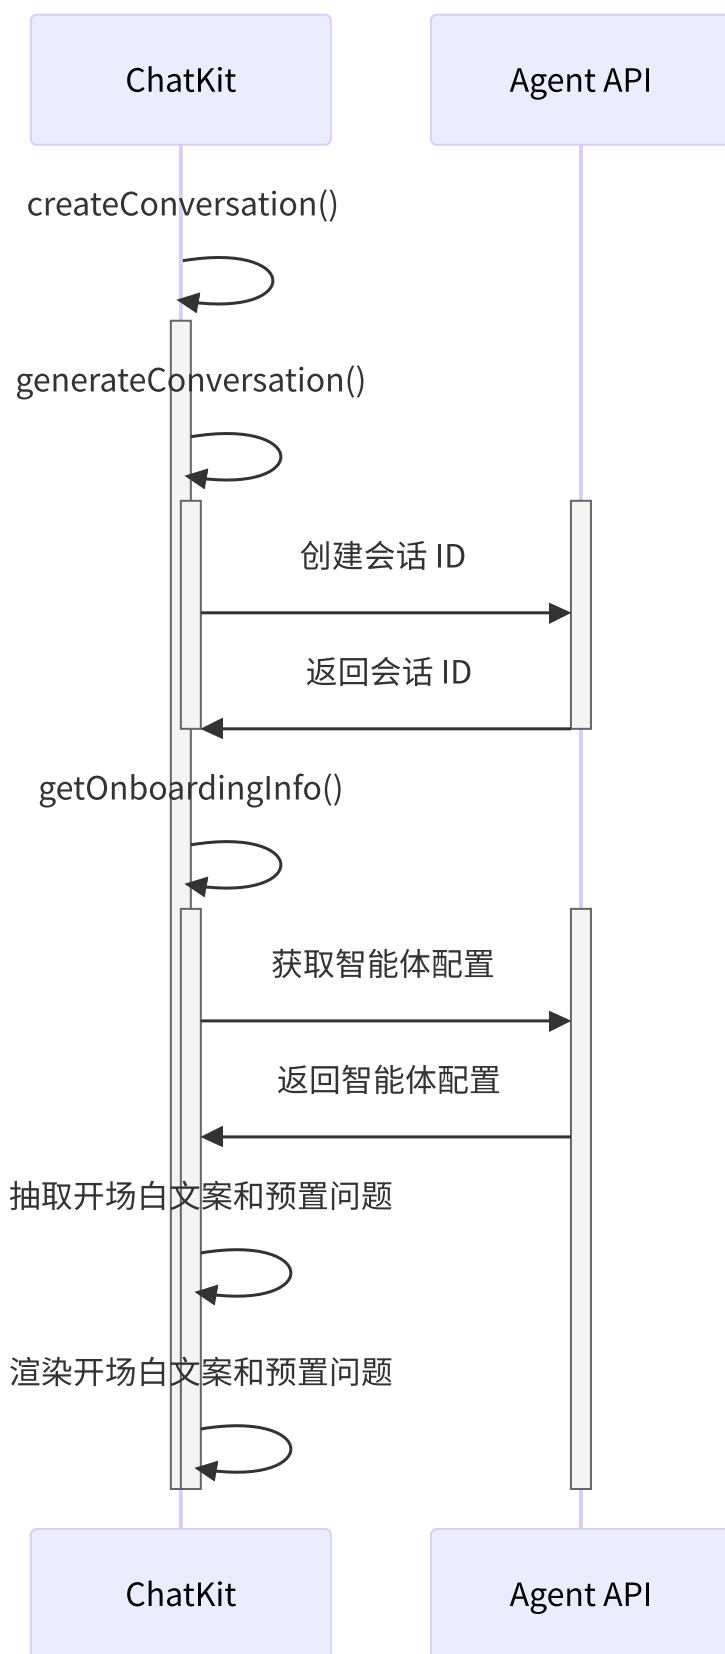 ChatKit
Agent API
createConversation()
generateConversation()
创建会话 ID
返回会话 ID
getOnboardingInfo()
获取智能体配置
返回智能体配置
抽取开场白文案和预置问题
渲染开场白文案和预置问题
ChatKit
Agent API